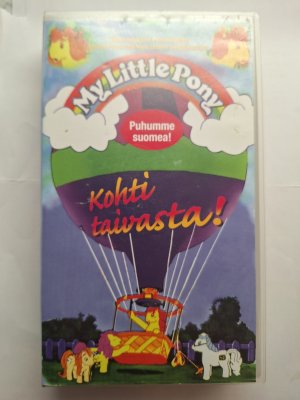 My Little Pony
Puhumme
suomea!
Kohti
taivasta!